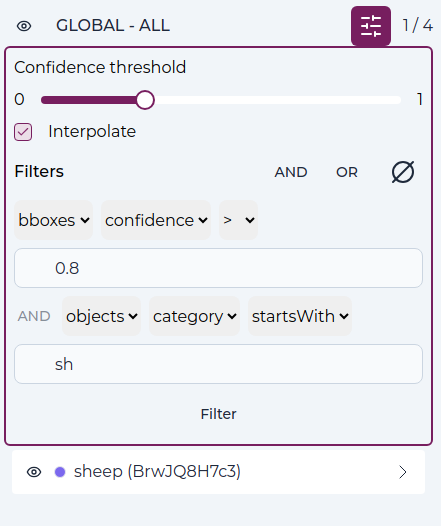 GLOBAL - ALL 1 / 4
Confidence threshold
0 1
Interpolate
Filters AND OR
bboxes confidence >
0.8
AND objects category startsWith
sh
Filter
sheep (BrwJQ8H7c3)